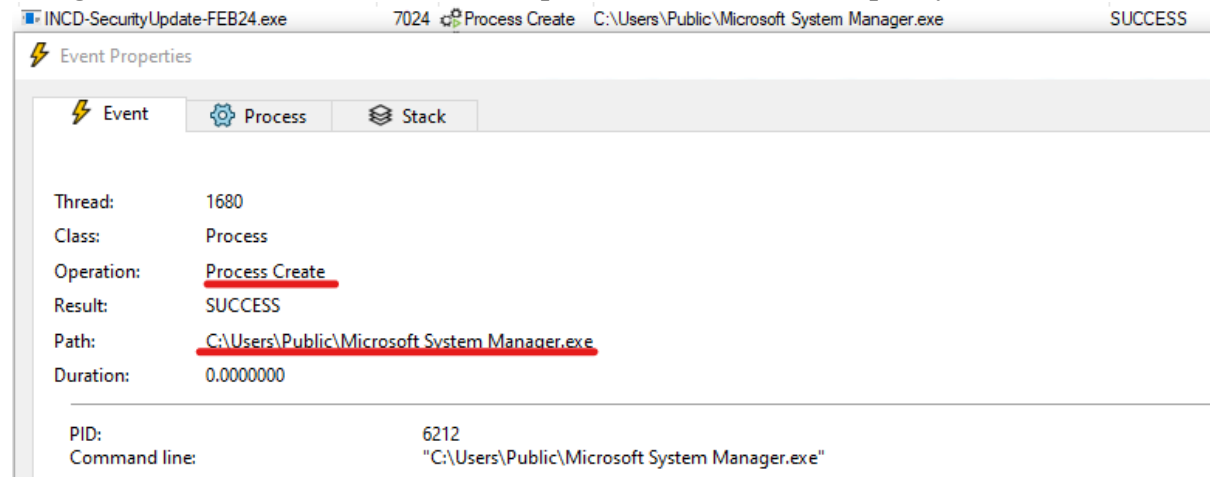 INCD-SecurityUpdate-FEB24.exe 7024 Process Create C:\Users\Public\Microsoft System Manager.exe SUCCESS
Event Properties
Event Process Stack
Thread: 1680
Class: Process
Operation: Process Create
Result: SUCCESS
Path: C:\Users\Public\Microsoft System Manager.exe
Duration: 0.0000000
PID: 6212
Command line: "C:\Users\Public\Microsoft System Manager.exe"